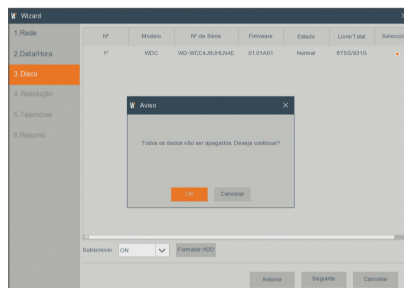 Wizard
1.Rede
2.Data/Hora
3.Disco
4.Resolução
5.Telemóvel
6.Resumo
Nº Modelo Nº de Série Firmware Estado Livre/Total Selecci
1* WDC WD-WCC4J6UHLN4E 01.01A01 Normal 875G/931G
Aviso
Todos os dados vão ser apagados. Deseja continuar?
OK Cancelar
Subscrever ON Formatar HDD
Anterior Seguinte Cancelar